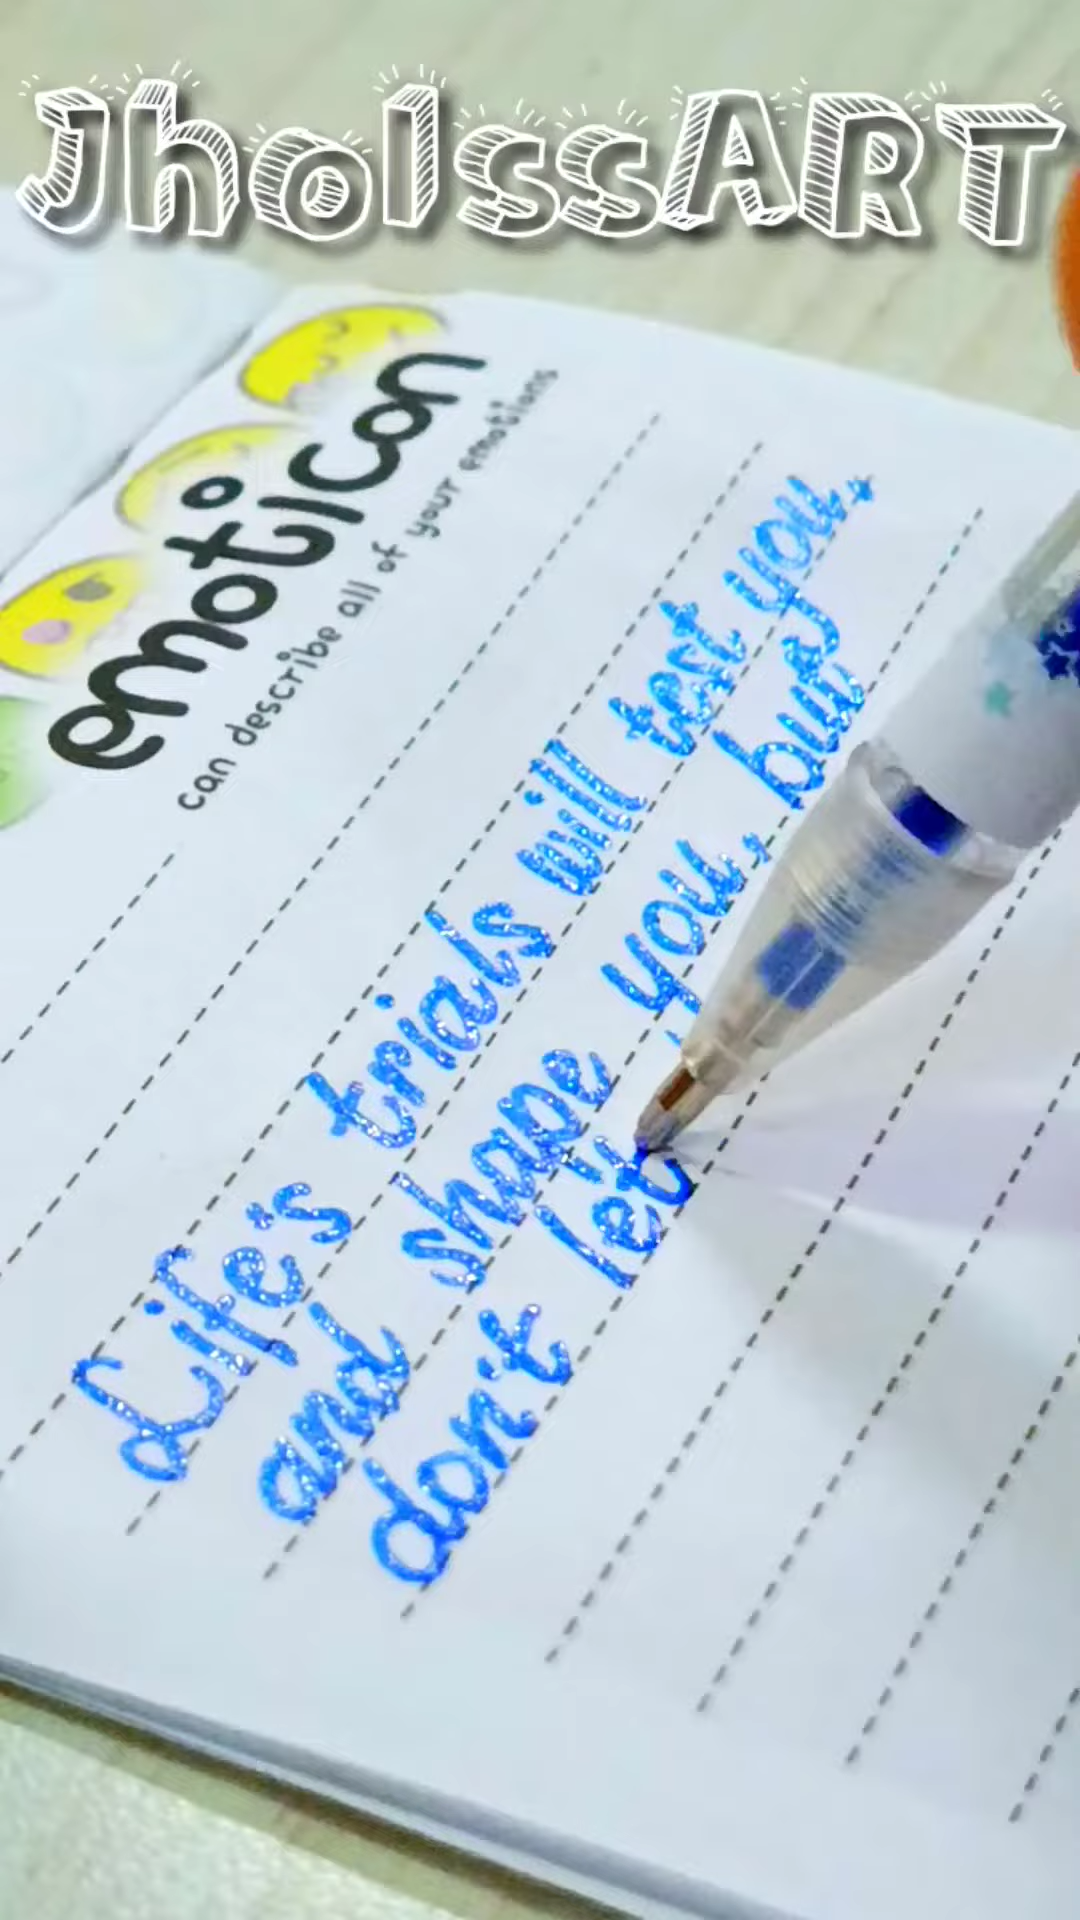 JholssART
emoticon
can describe all of your emotions
Life's trials will test you,
and shape you, but
don't let